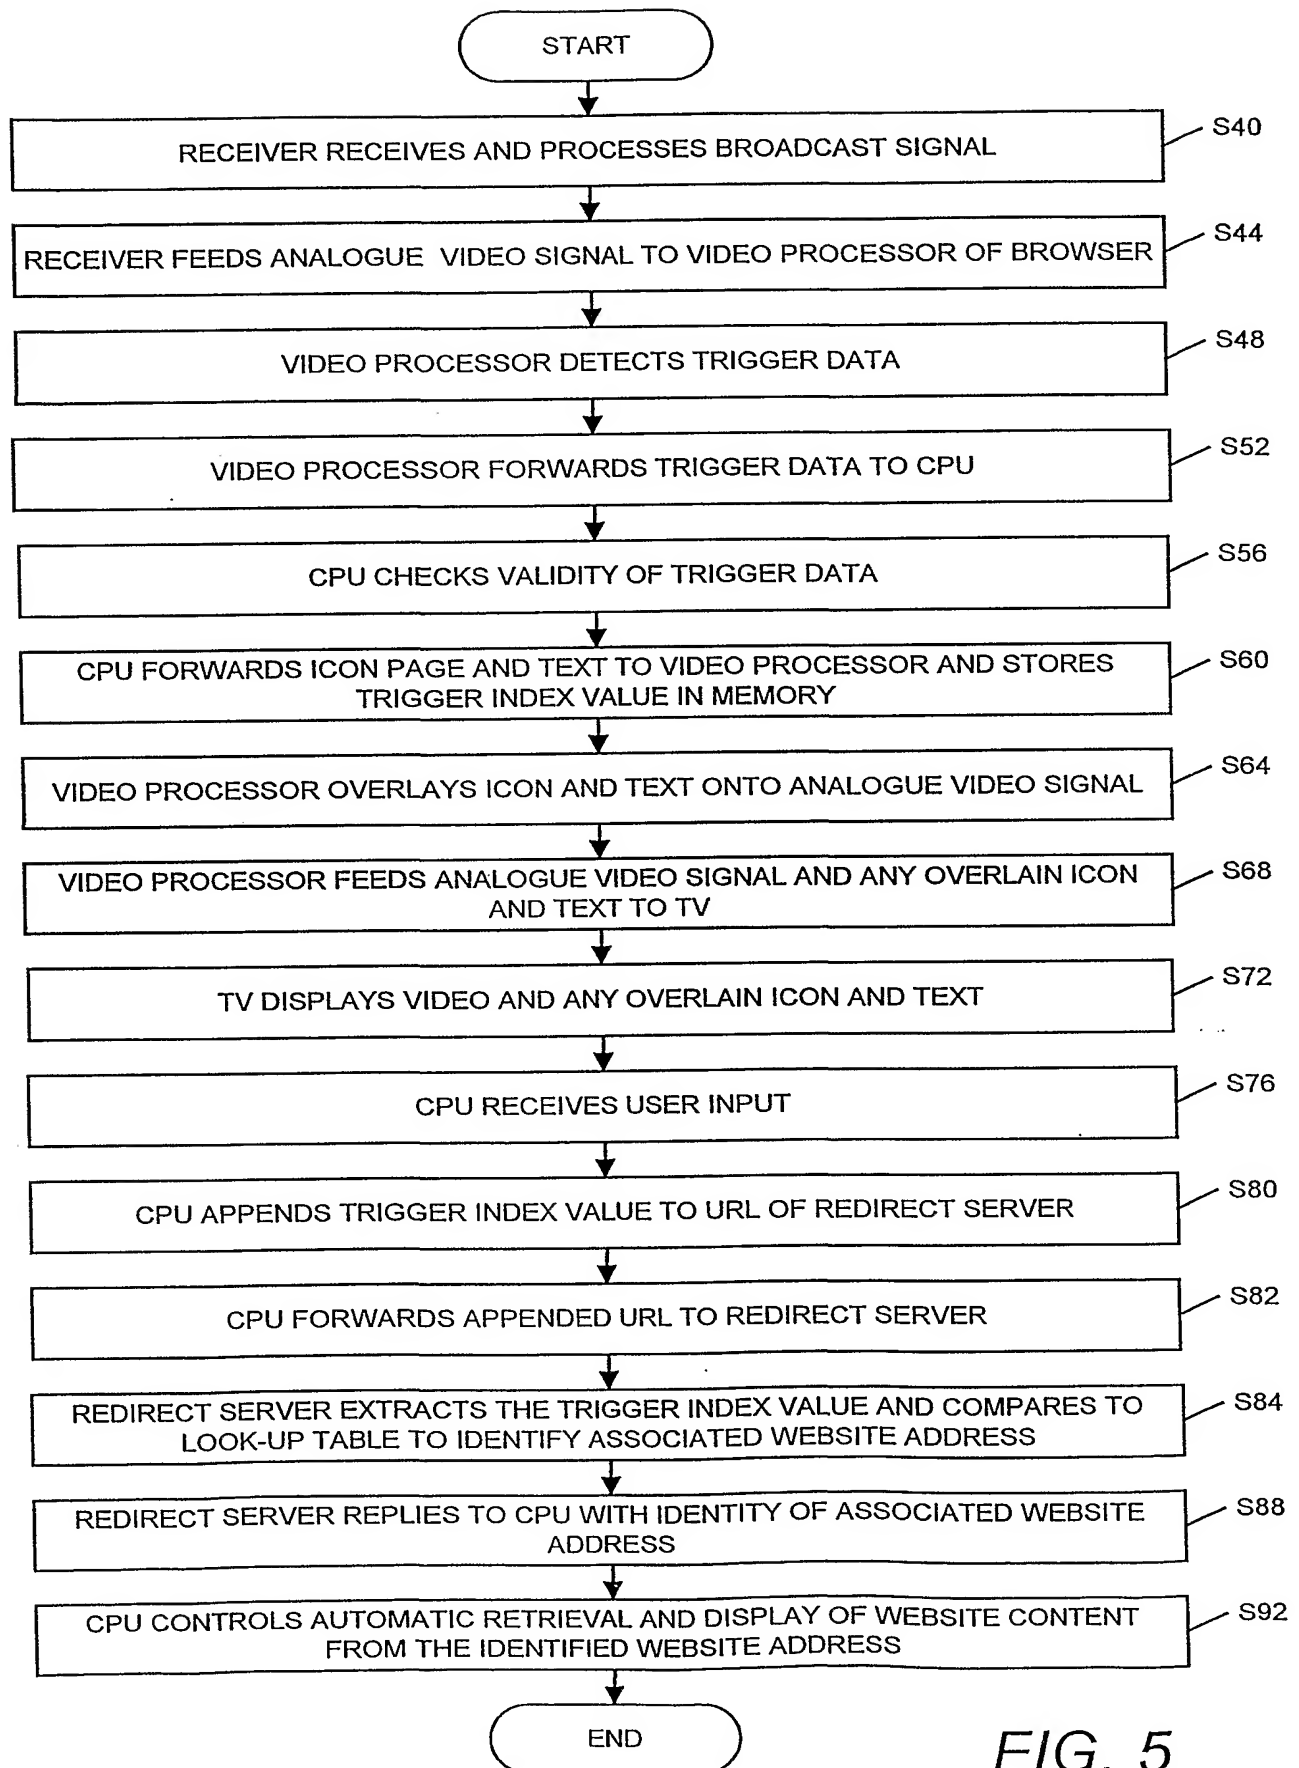 START
RECEIVER RECEIVES AND PROCESSES BROADCAST SIGNAL
S40
RECEIVER FEEDS ANALOGUE VIDEO SIGNAL TO VIDEO PROCESSOR OF BROWSER
S44
VIDEO PROCESSOR DETECTS TRIGGER DATA
S48
VIDEO PROCESSOR FORWARDS TRIGGER DATA TO CPU
S52
CPU CHECKS VALIDITY OF TRIGGER DATA
S56
CPU FORWARDS ICON PAGE AND TEXT TO VIDEO PROCESSOR AND STORES
TRIGGER INDEX VALUE IN MEMORY
S60
VIDEO PROCESSOR OVERLAYS ICON AND TEXT ONTO ANALOGUE VIDEO SIGNAL
S64
VIDEO PROCESSOR FEEDS ANALOGUE VIDEO SIGNAL AND ANY OVERLAIN ICON
AND TEXT TO TV
S68
TV DISPLAYS VIDEO AND ANY OVERLAIN ICON AND TEXT
S72
CPU RECEIVES USER INPUT
S76
CPU APPENDS TRIGGER INDEX VALUE TO URL OF REDIRECT SERVER
S80
CPU FORWARDS APPENDED URL TO REDIRECT SERVER
S82
REDIRECT SERVER EXTRACTS THE TRIGGER INDEX VALUE AND COMPARES TO
LOOK-UP TABLE TO IDENTIFY ASSOCIATED WEBSITE ADDRESS
S84
REDIRECT SERVER REPLIES TO CPU WITH IDENTITY OF ASSOCIATED WEBSITE
ADDRESS
S88
CPU CONTROLS AUTOMATIC RETRIEVAL AND DISPLAY OF WEBSITE CONTENT
FROM THE IDENTIFIED WEBSITE ADDRESS
S92
END
FIG. 5